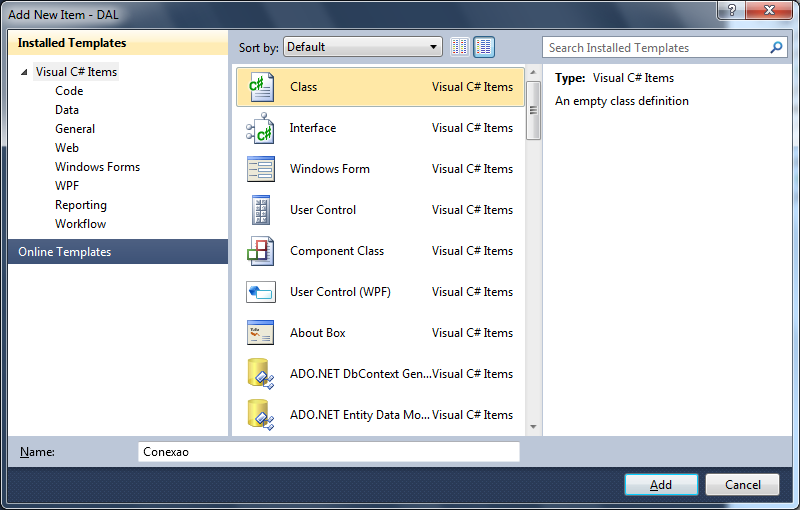 Add New Item - DAL
Installed Templates
Visual C# Items
Code
Data
General
Web
Windows Forms
WPF
Reporting
Workflow
Online Templates
Sort by: Default
Search Installed Templates
Class Visual C# Items
Interface Visual C# Items
Windows Form Visual C# Items
User Control Visual C# Items
Component Class Visual C# Items
User Control (WPF) Visual C# Items
About Box Visual C# Items
ADO.NET DbContext Gen... Visual C# Items
ADO.NET Entity Data Mo... Visual C# Items
Type: Visual C# Items
An empty class definition
Name: Conexao
Add Cancel